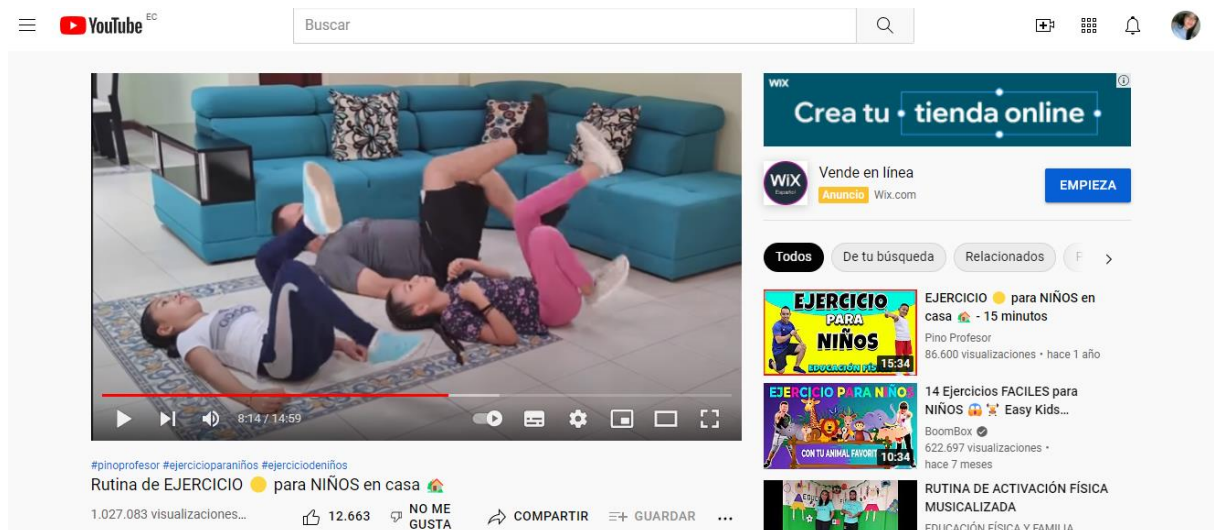 YouTube EC
Buscar
WIX
Crea tu tienda online
WiX
Español
Vende en línea
Anuncio Wix.com
EMPIEZA
Todos De tu búsqueda Relacionados
8:14 / 14:59
#pinoprofesor #ejercicioparaniños #ejerciciodeniños
Rutina de EJERCICIO para NIÑOS en casa
1.027.083 visualizaciones...
12.663
NO ME
GUSTA
COMPARTIR
GUARDAR
EJERCICIO
PARA
NIÑOS
EDUCACIÓN FÍS
15:34
EJERCICIO para NIÑOS en
casa - 15 minutos
Pino Profesor
86.600 visualizaciones • hace 1 año
EJERCICIO PARA NIÑOS
CON TU ANIMAL FAVORIT
10:34
14 Ejercicios FACILES para
NIÑOS Easy Kids...
BoomBox
622.697 visualizaciones •
hace 7 meses
RUTINA DE ACTIVACIÓN FÍSICA
MUSICALIZADA
EDUCACIÓN FÍSICA Y FAMILIA